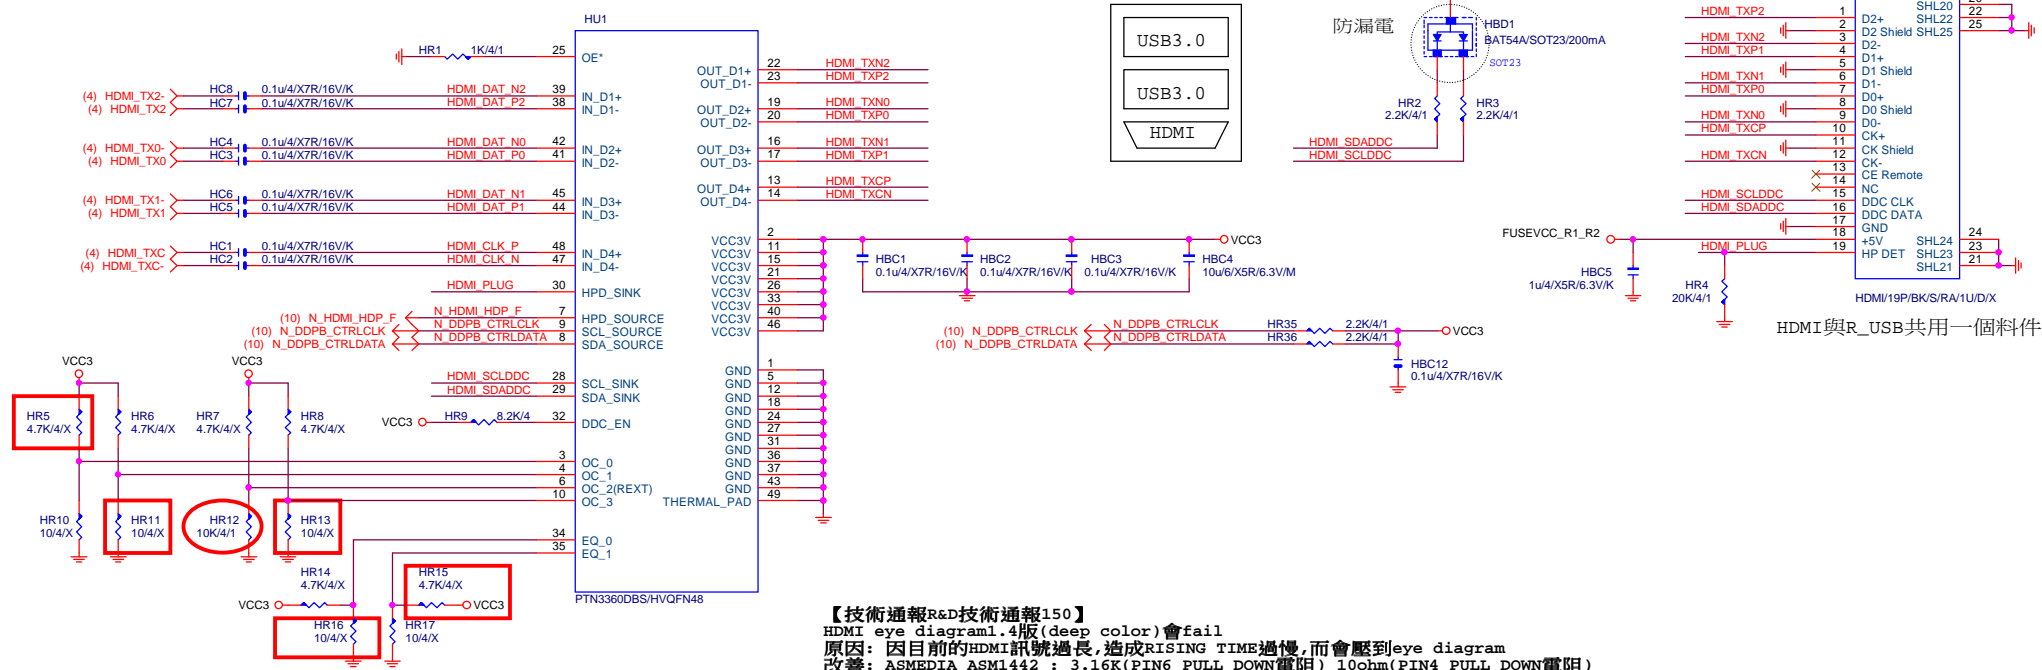 HU1
HR1 1K/4/1 25 OE*
(4) HDMI_TX2- HC8 0.1u/4/X7R/16V/K HDMI_DAT_N2 39 IN_D1+
(4) HDMI_TX2 HC7 0.1u/4/X7R/16V/K HDMI_DAT_P2 38 IN_D1-
(4) HDMI_TX0- HC4 0.1u/4/X7R/16V/K HDMI_DAT_N0 42 IN_D2+
(4) HDMI_TX0 HC3 0.1u/4/X7R/16V/K HDMI_DAT_P0 41 IN_D2-
(4) HDMI_TX1- HC6 0.1u/4/X7R/16V/K HDMI_DAT_N1 45 IN_D3+
(4) HDMI_TX1 HC5 0.1u/4/X7R/16V/K HDMI_DAT_P1 44 IN_D3-
(4) HDMI_TXC HC1 0.1u/4/X7R/16V/K HDMI_CLK_P 48 IN_D4+
(4) HDMI_TXC- HC2 0.1u/4/X7R/16V/K HDMI_CLK_N 47 IN_D4-
HDMI_PLUG 30 HPD_SINK
(10) N_HDMI_HDP_F N_HDMI_HDP_F 7 HPD_SOURCE
(10) N_DDPB_CTRLCLK N_DDPB_CTRLCLK 9 SCL_SOURCE
(10) N_DDPB_CTRLDATA N_DDPB_CTRLDATA 8 SDA_SOURCE
HDMI_SCLDDC 28 SCL_SINK
HDMI_SDADDC 29 SDA_SINK
VCC3 HR9 8.2K/4 32 DDC_EN
VCC3 VCC3
HR5 HR6 HR7 HR8
4.7K/4/X 4.7K/4/X 4.7K/4/X 4.7K/4/X
3 OC_0
4 OC_1
6 OC_2(REXT)
10 OC_3
HR10 HR11 HR12 HR13
10/4/X 10/4/X 10K/4/1 10/4/X
34 EQ_0
35 EQ_1
HR14 HR15
4.7K/4/X 4.7K/4/X
VCC3 VCC3
HR16 HR17
10/4/X 10/4/X
PTN3360DBS/HVQFN48
OUT_D1+ 22 HDMI_TXN2
OUT_D1- 23 HDMI_TXP2
OUT_D2+ 19 HDMI_TXN0
OUT_D2- 20 HDMI_TXP0
OUT_D3+ 16 HDMI_TXN1
OUT_D3- 17 HDMI_TXP1
OUT_D4+ 13 HDMI_TXCP
OUT_D4- 14 HDMI_TXCN
VCC3V 2
VCC3V 11
VCC3V 15
VCC3V 21
VCC3V 26
VCC3V 33
VCC3V 40
VCC3V 46
VCC3
HBC1 HBC2 HBC3 HBC4
0.1u/4/X7R/16V/K 0.1u/4/X7R/16V/K 0.1u/4/X7R/16V/K 10u/6/X5R/6.3V/M
GND 1
GND 5
GND 12
GND 18
GND 24
GND 27
GND 31
GND 36
GND 37
GND 43
THERMAL_PAD 49
USB3.0
USB3.0
HDMI
防漏電
HBD1
BAT54A/SOT23/200mA
SOT23
HR2 HR3
2.2K/4/1 2.2K/4/1
HDMI_SDADDC
HDMI_SCLDDC
(10) N_DDPB_CTRLCLK N_DDPB_CTRLCLK HR35 2.2K/4/1 VCC3
(10) N_DDPB_CTRLDATA N_DDPB_CTRLDATA HR36 2.2K/4/1
HBC12
0.1u/4/X7R/16V/K
SHL20
HDMI_TXP2 1 D2+ SHL22 22
2 D2 Shield SHL25 25
HDMI_TXN2 3 D2-
HDMI_TXP1 4 D1+
5 D1 Shield
HDMI_TXN1 6 D1-
HDMI_TXP0 7 D0+
8 D0 Shield
HDMI_TXN0 9 D0-
HDMI_TXCP 10 CK+
11 CK Shield
HDMI_TXCN 12 CK-
13 CE Remote
14 NC
HDMI_SCLDDC 15 DDC CLK
HDMI_SDADDC 16 DDC DATA
17 GND
FUSEVCC_R1_R2 18 +5V SHL24 24
HDMI_PLUG 19 HP DET SHL23 23
SHL21 21
HBC5
1u/4/X5R/6.3V/K
HR4
20K/4/1
HDMI/19P/BK/S/RA/1U/D/X
HDMI與R_USB共用一個料件
【技術通報R&D技術通報150】
HDMI eye diagram1.4版(deep color)會fail
原因: 因目前的HDMI訊號過長,造成RISING TIME過慢,而會壓到eye diagram
改善: ASMEDIA ASM1442 : 3.16K(PIN6 PULL DOWN電阻) 10ohm(PIN4 PULL DOWN電阻)